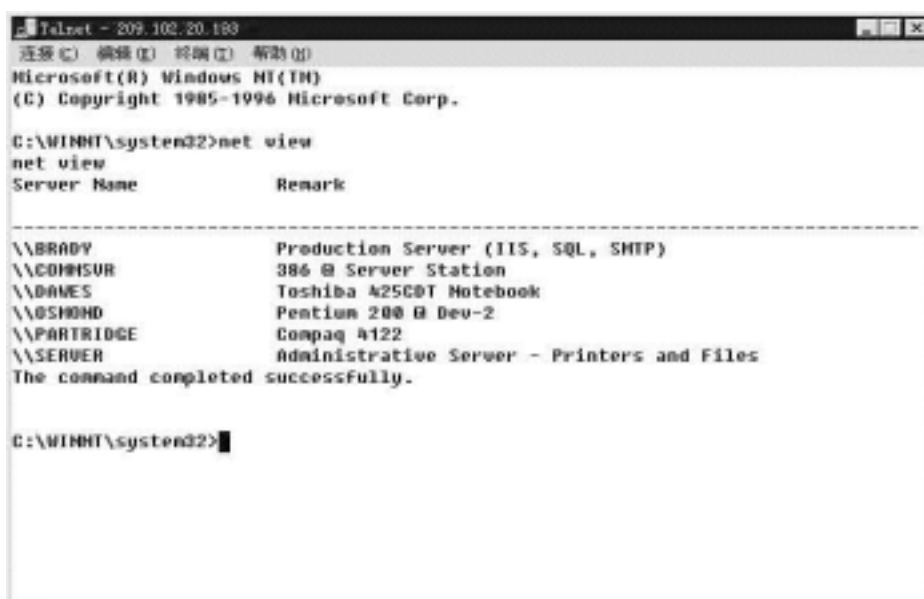 Telnet - 209.102.20.193
连接(C) 编辑(E) 终端(T) 帮助(H)
Microsoft(R) Windows NT(TM)
(C) Copyright 1985-1996 Microsoft Corp.
C:\WINNT\system32>net view
net view
Server Name Remark
-------------------------------------------------------------------------------
\\BRADY Production Server (IIS, SQL, SMTP)
\\COMMSVR 386 @ Server Station
\\DAWES Toshiba 425CDT Notebook
\\OSMOND Pentium 200 @ Dev-2
\\PARTRIDGE Compaq 4122
\\SERVER Administrative Server - Printers and Files
The command completed successfully.
C:\WINNT\system32>